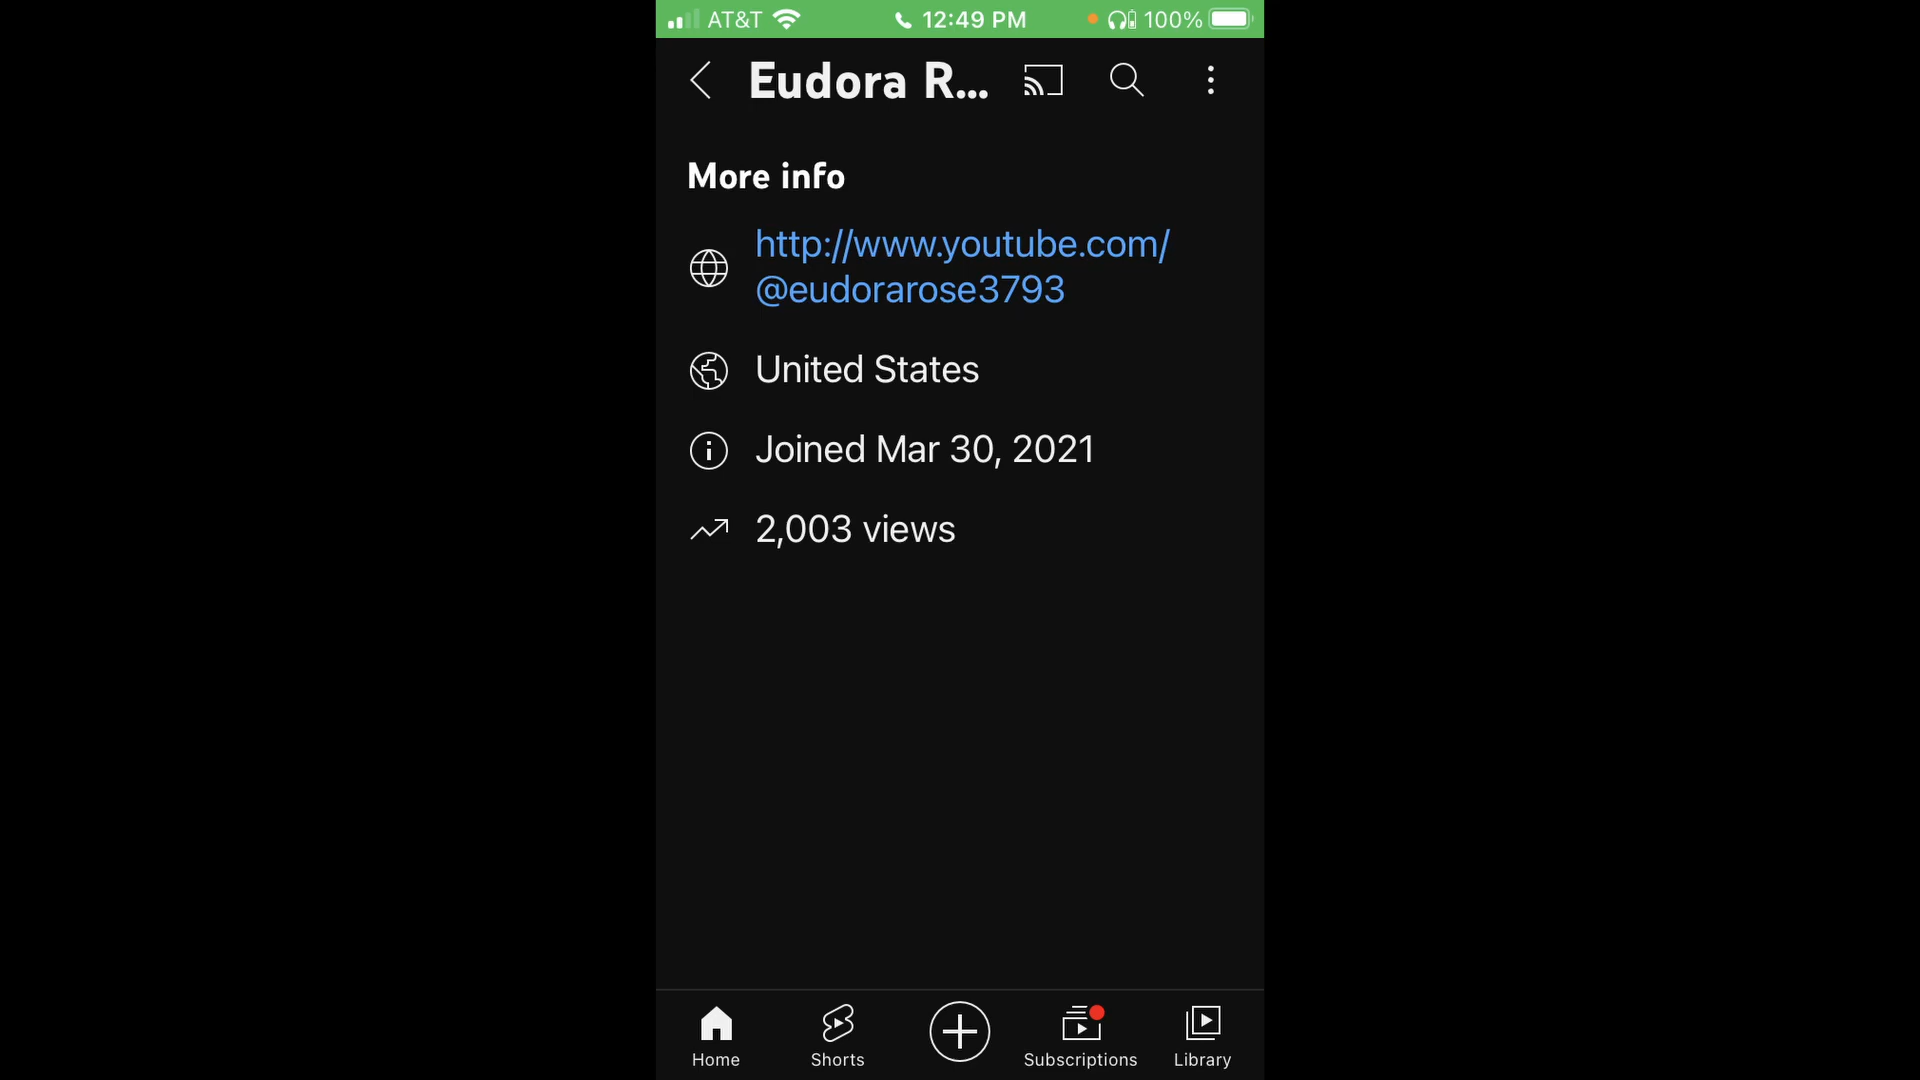 AT&T 12:49 PM 100%
Eudora R...
More info
http://www.youtube.com/
@eudorarose3793
United States
Joined Mar 30, 2021
2,003 views
Home Shorts Subscriptions Library